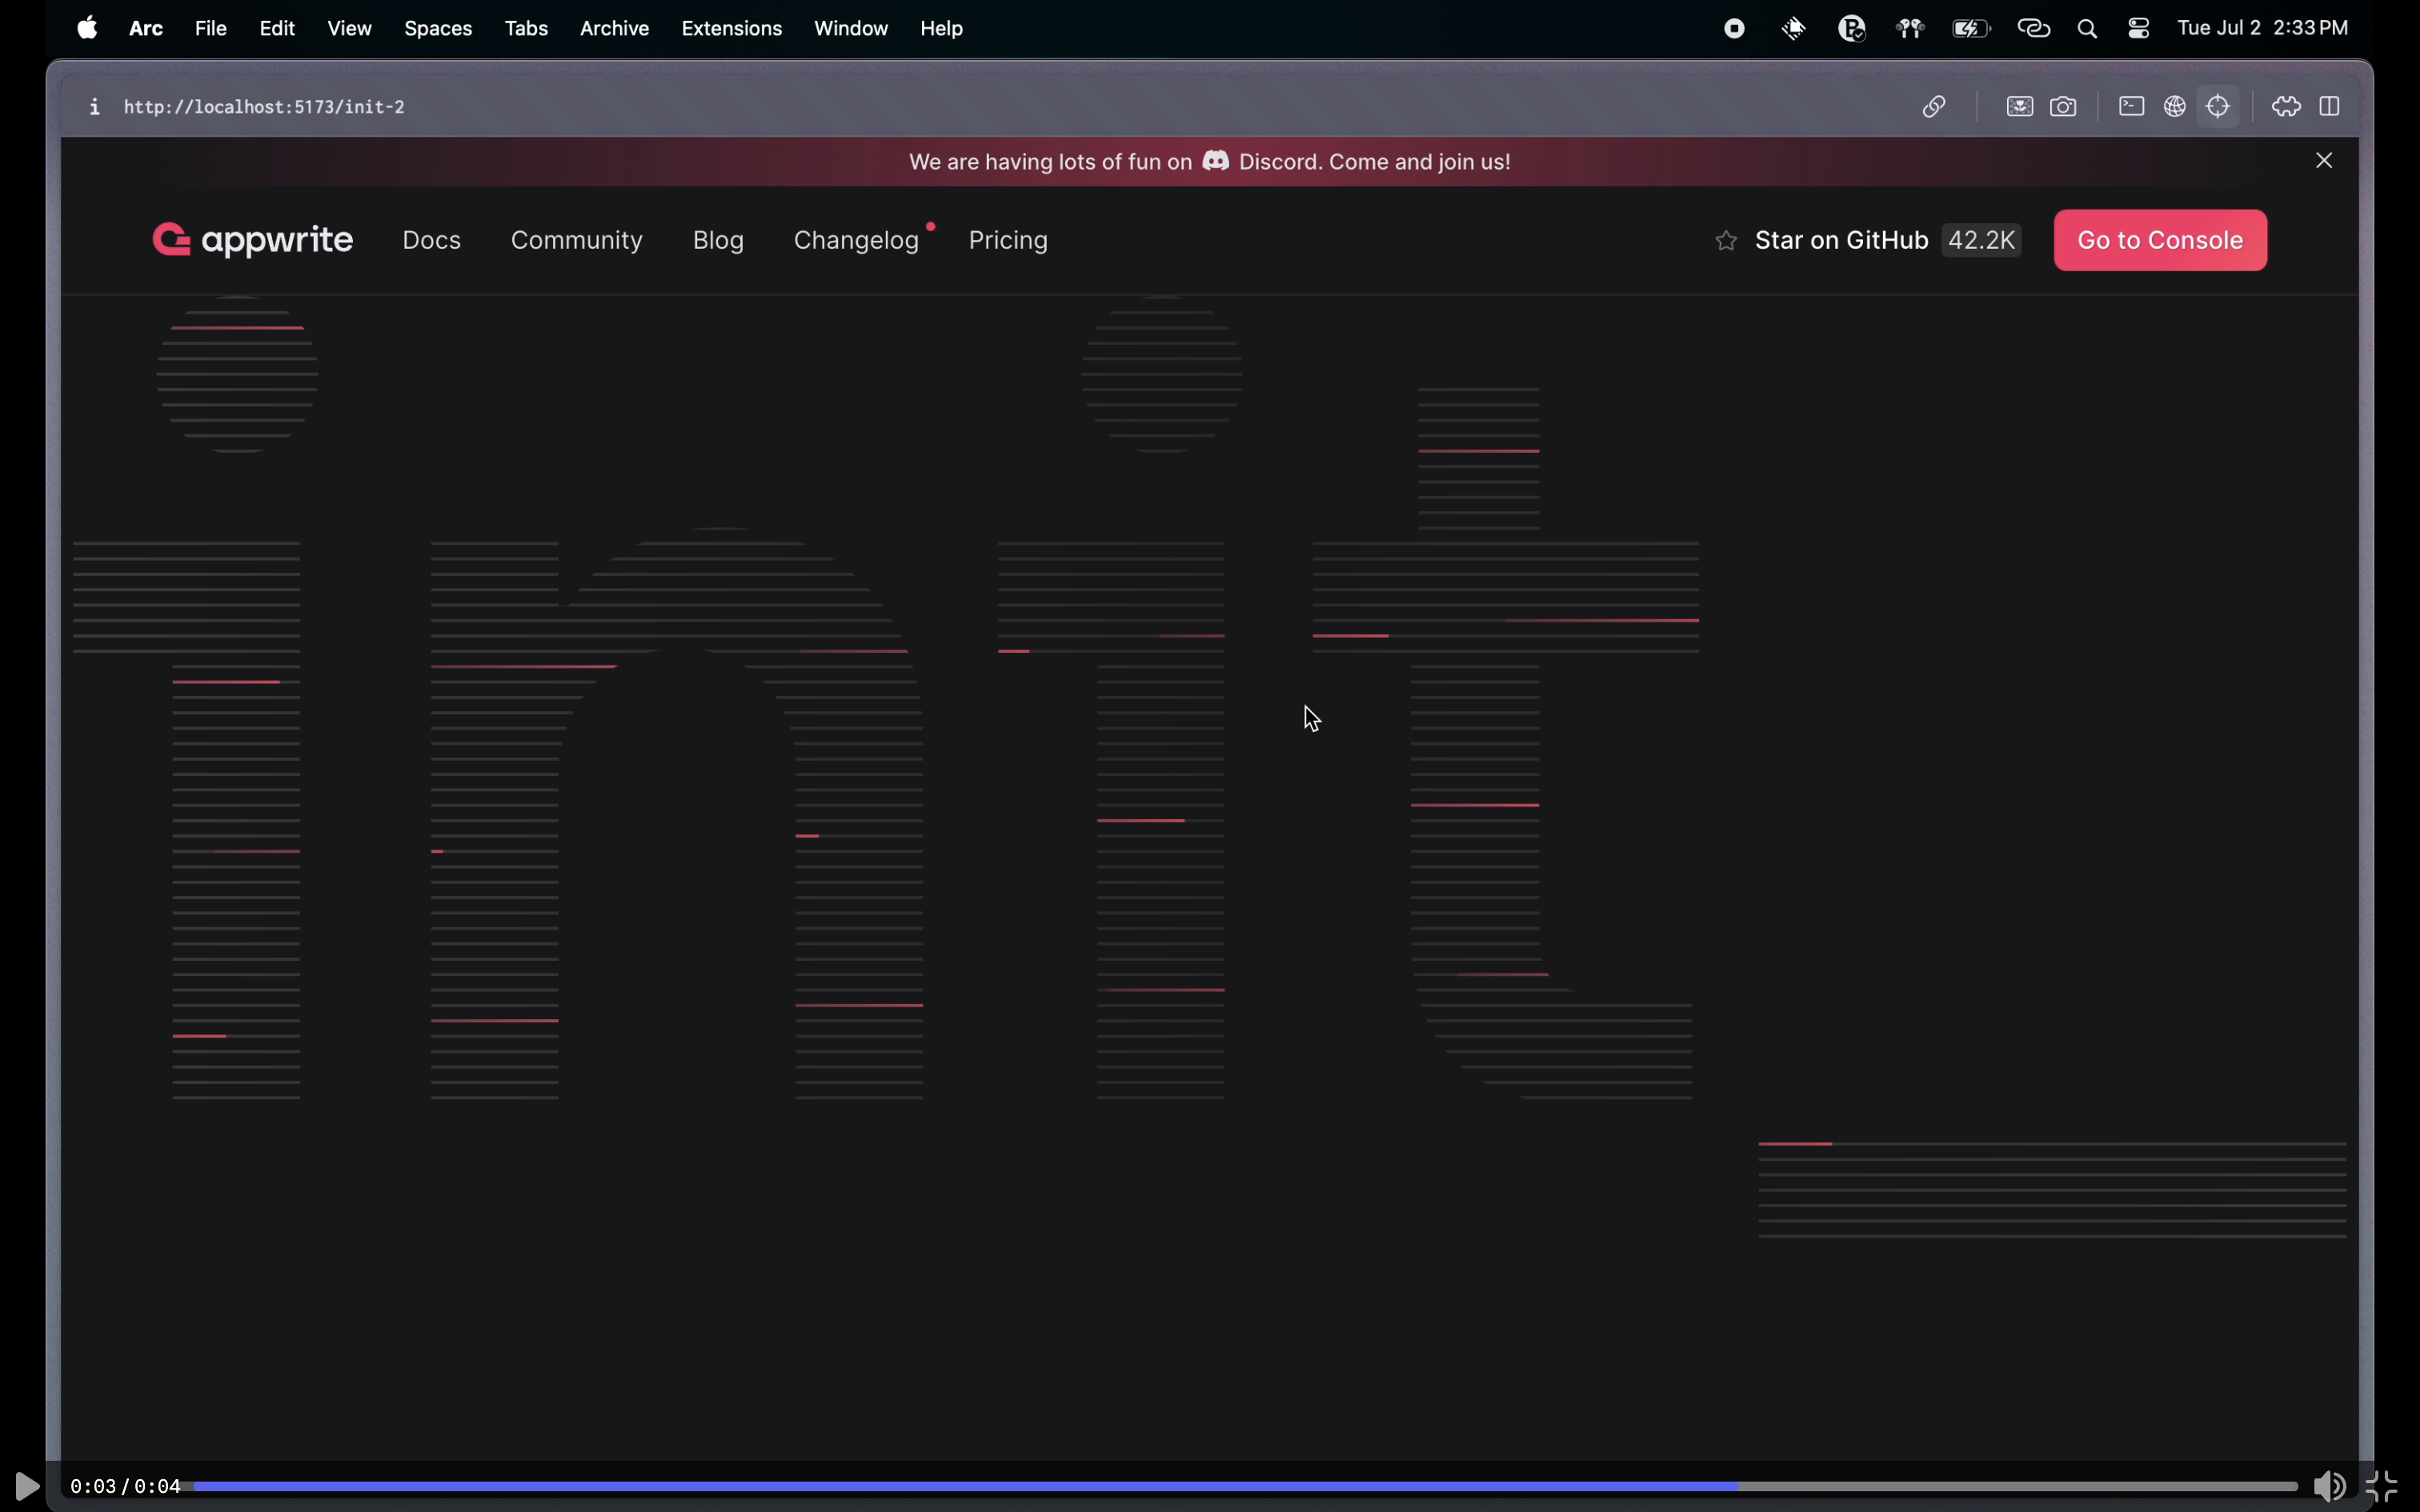 Arc File Edit View Spaces Tabs Archive Extensions Window Help Tue Jul 2 2:33 PM
http://localhost:5173/init-2
We are having lots of fun on Discord. Come and join us!
appwrite Docs Community Blog Changelog Pricing Star on GitHub 42.2K Go to Console
init_
0:03 / 0:04